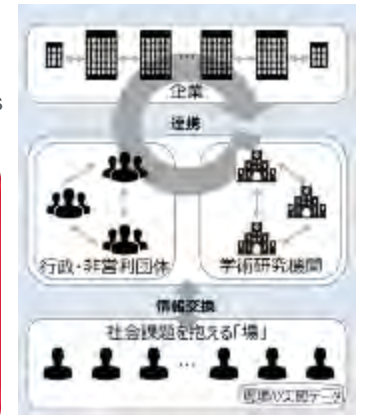 s
…
企業
連携
行政・非営利団体
学術研究機関
情報交換
社会課題を抱える「場」
…